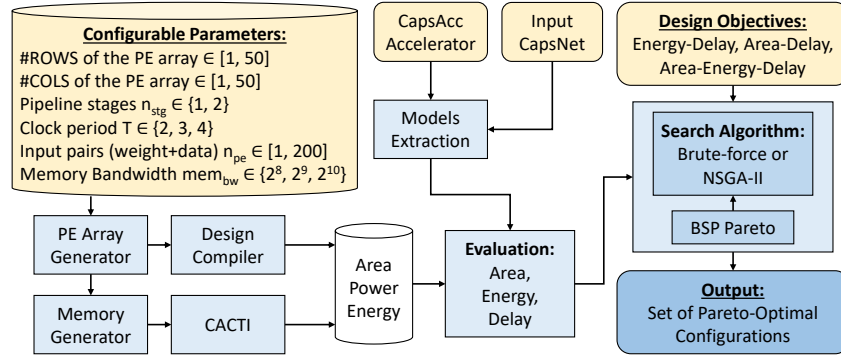 Configurable Parameters:
#ROWS of the PE array ∈ [1, 50]
#COLS of the PE array ∈ [1, 50]
Pipeline stages n_stg ∈ {1, 2}
Clock period T ∈ {2, 3, 4}
Input pairs (weight+data) n_pe ∈ [1, 200]
Memory Bandwidth mem_bw ∈ {2^8, 2^9, 2^10}
CapsAcc
Accelerator
Input
CapsNet
Design Objectives:
Energy-Delay, Area-Delay,
Area-Energy-Delay
Models
Extraction
Search Algorithm:
Brute-force or
NSGA-II
BSP Pareto
PE Array
Generator
Design
Compiler
Memory
Generator
CACTI
Area
Power
Energy
Evaluation:
Area,
Energy,
Delay
Output:
Set of Pareto-Optimal
Configurations